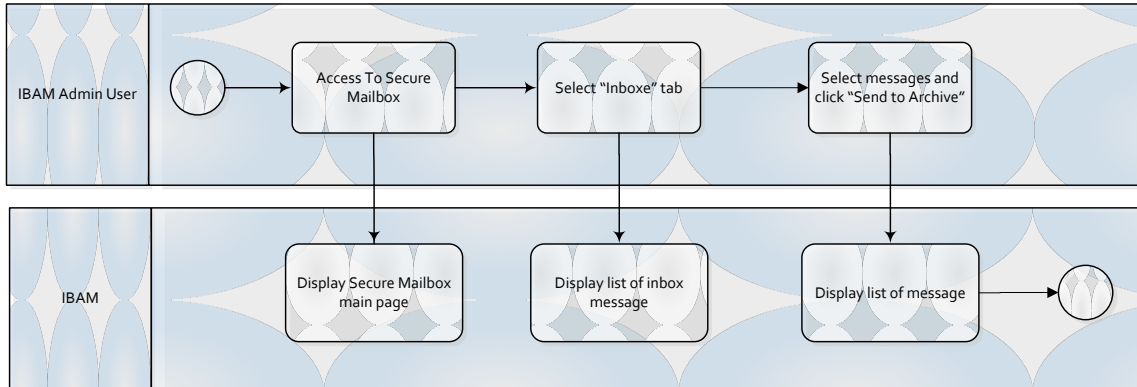 IBAM Admin User
Access To Secure
Mailbox
Select “Inboxe” tab
Select messages and
click “Send to Archive”
IBAM
Display Secure Mailbox
main page
Display list of inbox
message
Display list of message